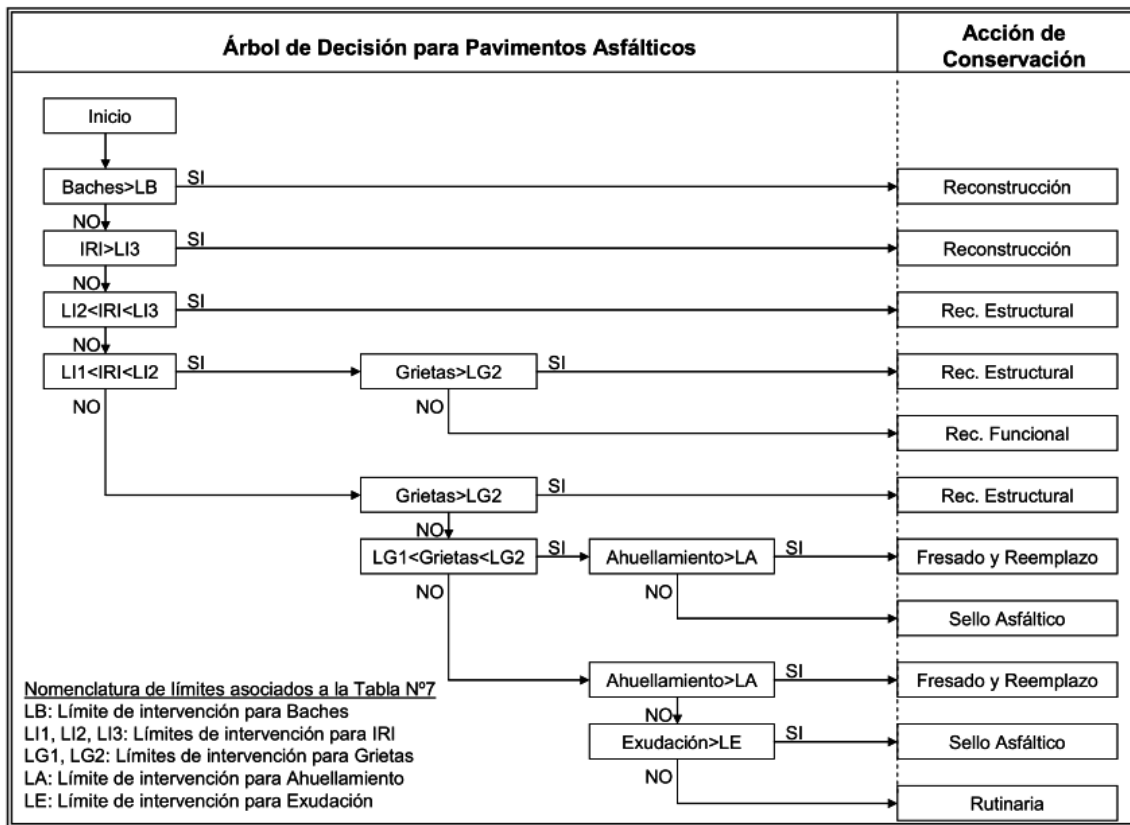 Árbol de Decisión para Pavimentos Asfálticos
Acción de
Conservación
Inicio
Baches>LB
SI
Reconstrucción
NO
IRI>LI3
SI
Reconstrucción
NO
LI2<IRI<LI3
SI
Rec. Estructural
NO
LI1<IRI<LI2
SI
Grietas>LG2
SI
Rec. Estructural
NO
NO
Rec. Funcional
Grietas>LG2
SI
Rec. Estructural
NO
LG1<Grietas<LG2
SI
Ahuellamiento>LA
SI
Fresado y Reemplazo
NO
NO
Sello Asfáltico
Ahuellamiento>LA
SI
Fresado y Reemplazo
NO
Exudación>LE
SI
Sello Asfáltico
NO
Rutinaria
Nomenclatura de límites asociados a la Tabla Nº7
LB: Límite de intervención para Baches
LI1, LI2, LI3: Límites de intervención para IRI
LG1, LG2: Límites de intervención para Grietas
LA: Límite de intervención para Ahuellamiento
LE: Límite de intervención para Exudación